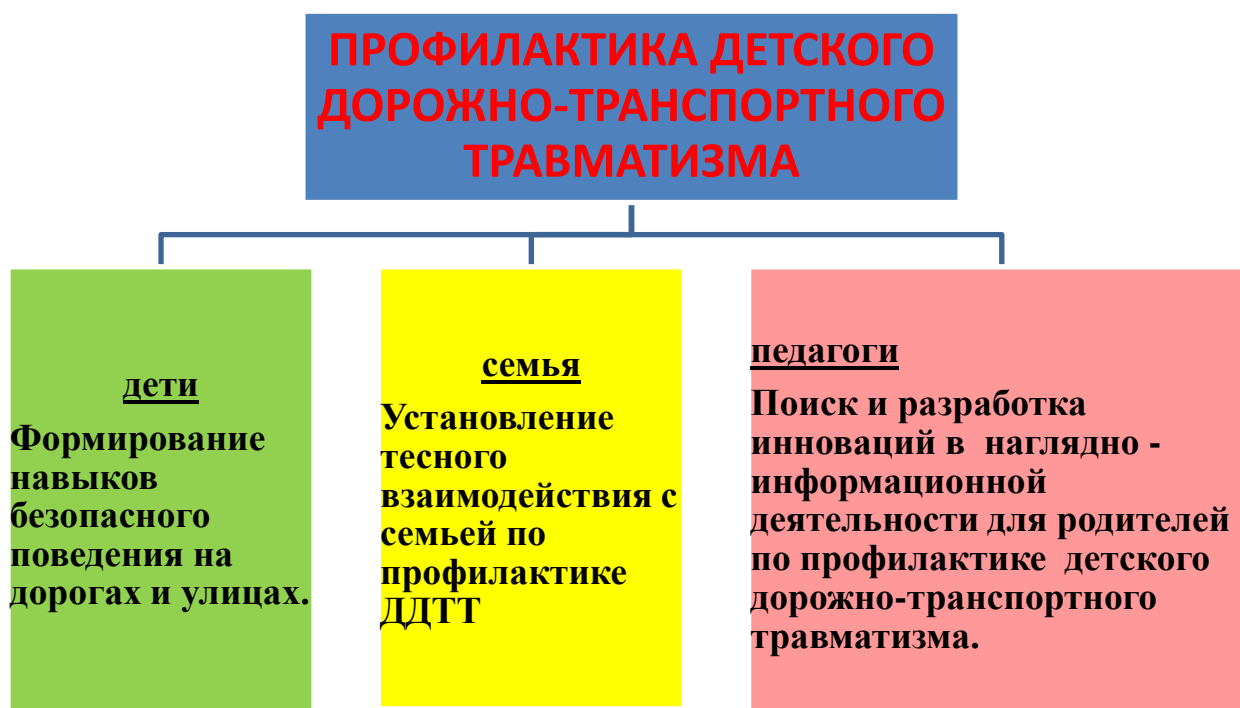 ПРОФИЛАКТИКА ДЕТСКОГО
ДОРОЖНО-ТРАНСПОРТНОГО
ТРАВМАТИЗМА
дети
Формирование
навыков
безопасного
поведения на
дорогах и улицах.
семья
Установление
тесного
взаимодействия с
семьей по
профилактике
ДДТТ
педагоги
Поиск и разработка
инноваций в наглядно -
информационной
деятельности для родителей
по профилактике детского
дорожно-транспортного
травматизма.